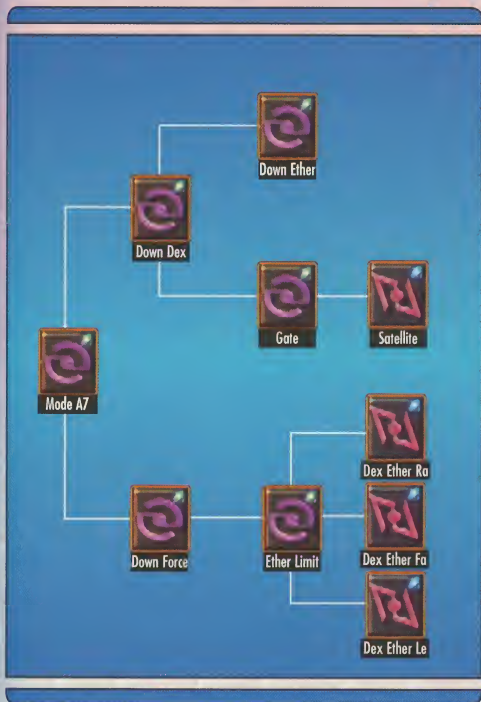 Down Ether
Down Dex
Gate
Satellite
Mode A7
Dex Ether Ra
Down Force
Ether Limit
Dex Ether Fa
Dex Ether Le